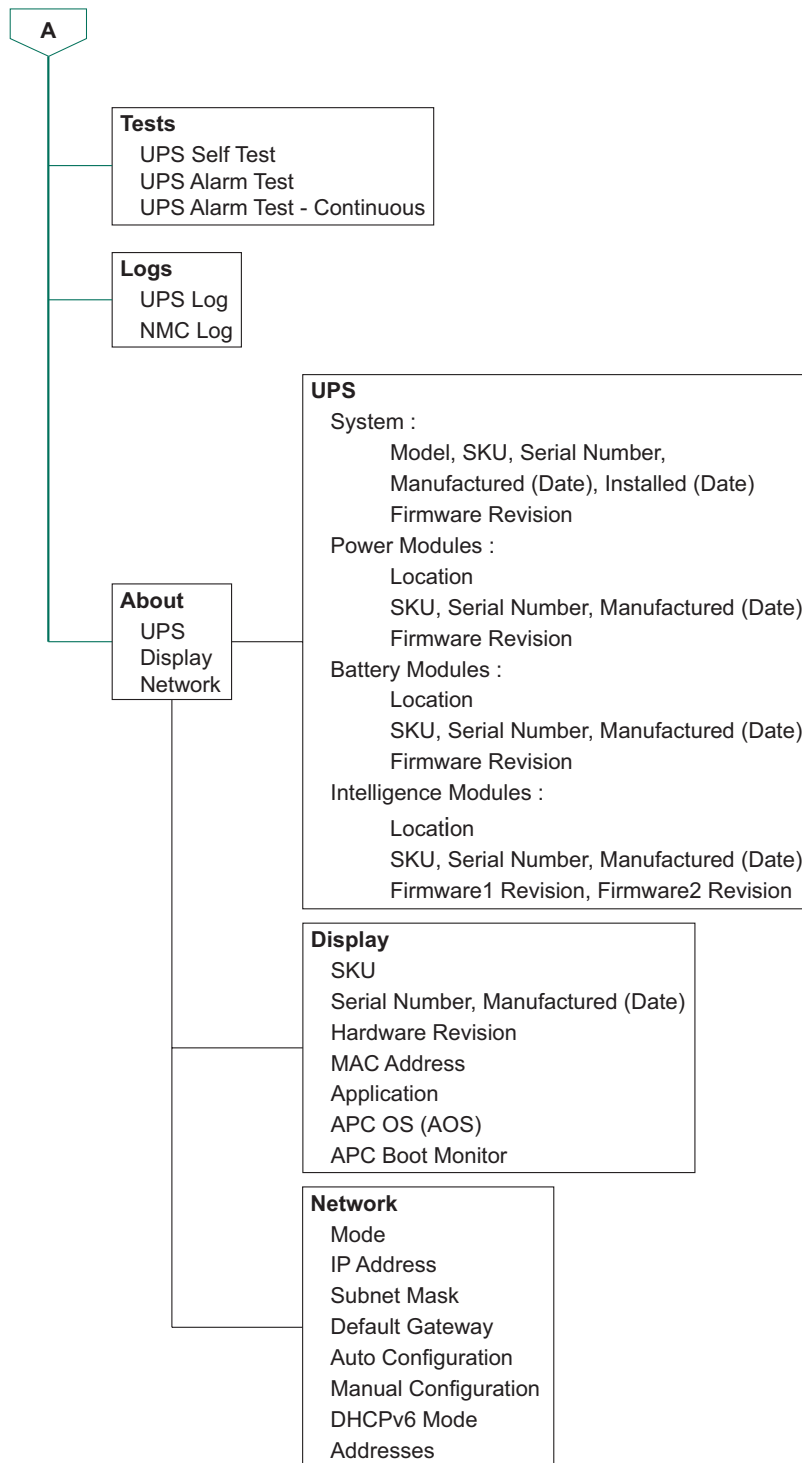 A
Tests
UPS Self Test
UPS Alarm Test
UPS Alarm Test - Continuous
Logs
UPS Log
NMC Log
About
UPS
Display
Network
UPS
System :
Model, SKU, Serial Number,
Manufactured (Date), Installed (Date)
Firmware Revision
Power Modules :
Location
SKU, Serial Number, Manufactured (Date)
Firmware Revision
Battery Modules :
Location
SKU, Serial Number, Manufactured (Date)
Firmware Revision
Intelligence Modules :
Location
SKU, Serial Number, Manufactured (Date)
Firmware1 Revision, Firmware2 Revision
Display
SKU
Serial Number, Manufactured (Date)
Hardware Revision
MAC Address
Application
APC OS (AOS)
APC Boot Monitor
Network
Mode
IP Address
Subnet Mask
Default Gateway
Auto Configuration
Manual Configuration
DHCPv6 Mode
Addresses